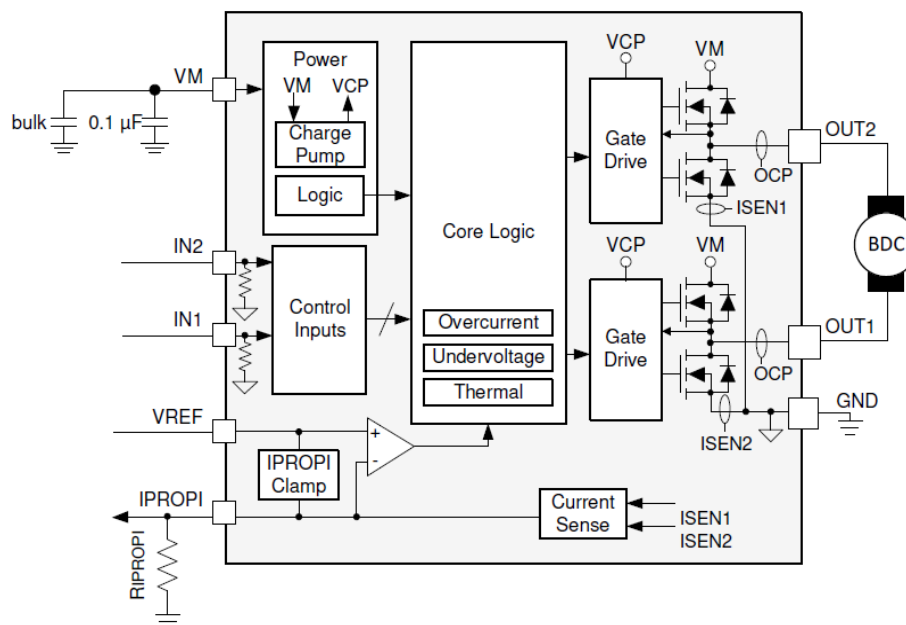 VM
bulk
0.1 µF
Power
VM
VCP
Charge
Pump
Logic
IN2
IN1
Control
Inputs
Core Logic
Overcurrent
Undervoltage
Thermal
VCP
VM
Gate
Drive
OCP
ISEN1
OUT2
BDC
VCP
VM
Gate
Drive
OCP
ISEN2
OUT1
GND
VREF
+
-
IPROPI
Clamp
IPROPI
RIPROPI
Current
Sense
ISEN1
ISEN2